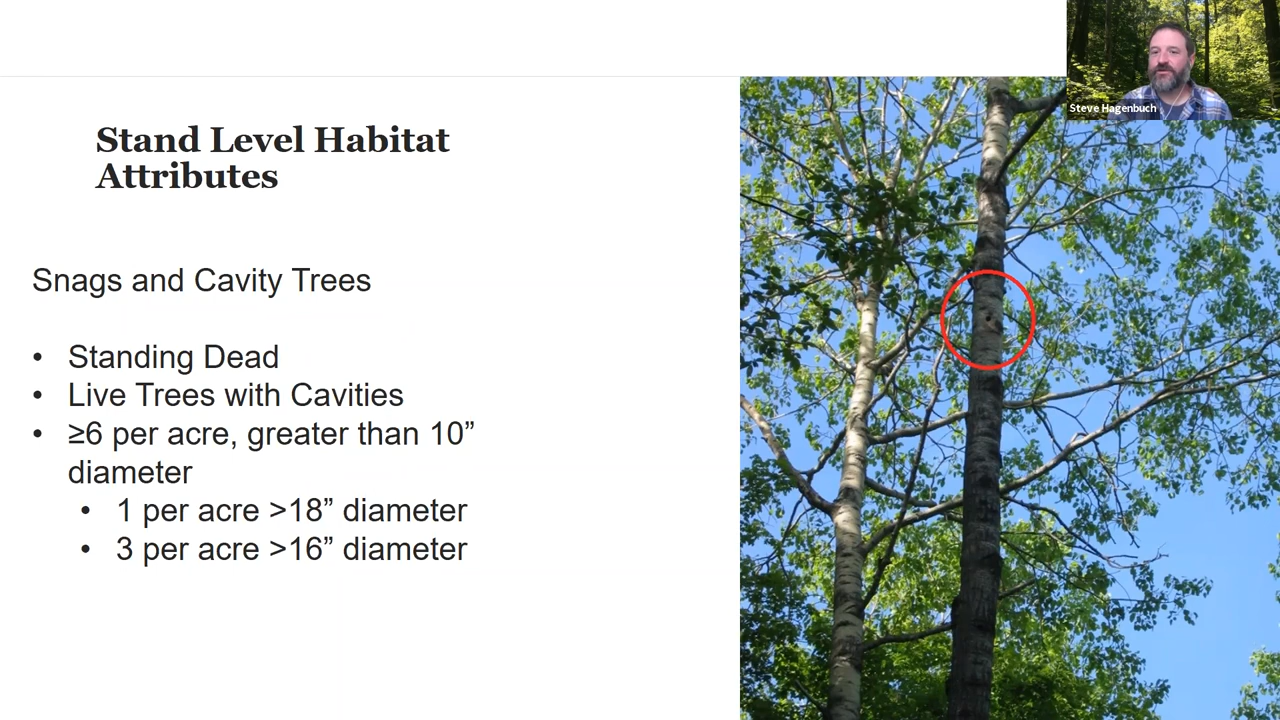 Steve Hagenbuch
Stand Level Habitat
Attributes
Snags and Cavity Trees
• Standing Dead
• Live Trees with Cavities
• ≥6 per acre, greater than 10”
diameter
• 1 per acre >18” diameter
• 3 per acre >16” diameter